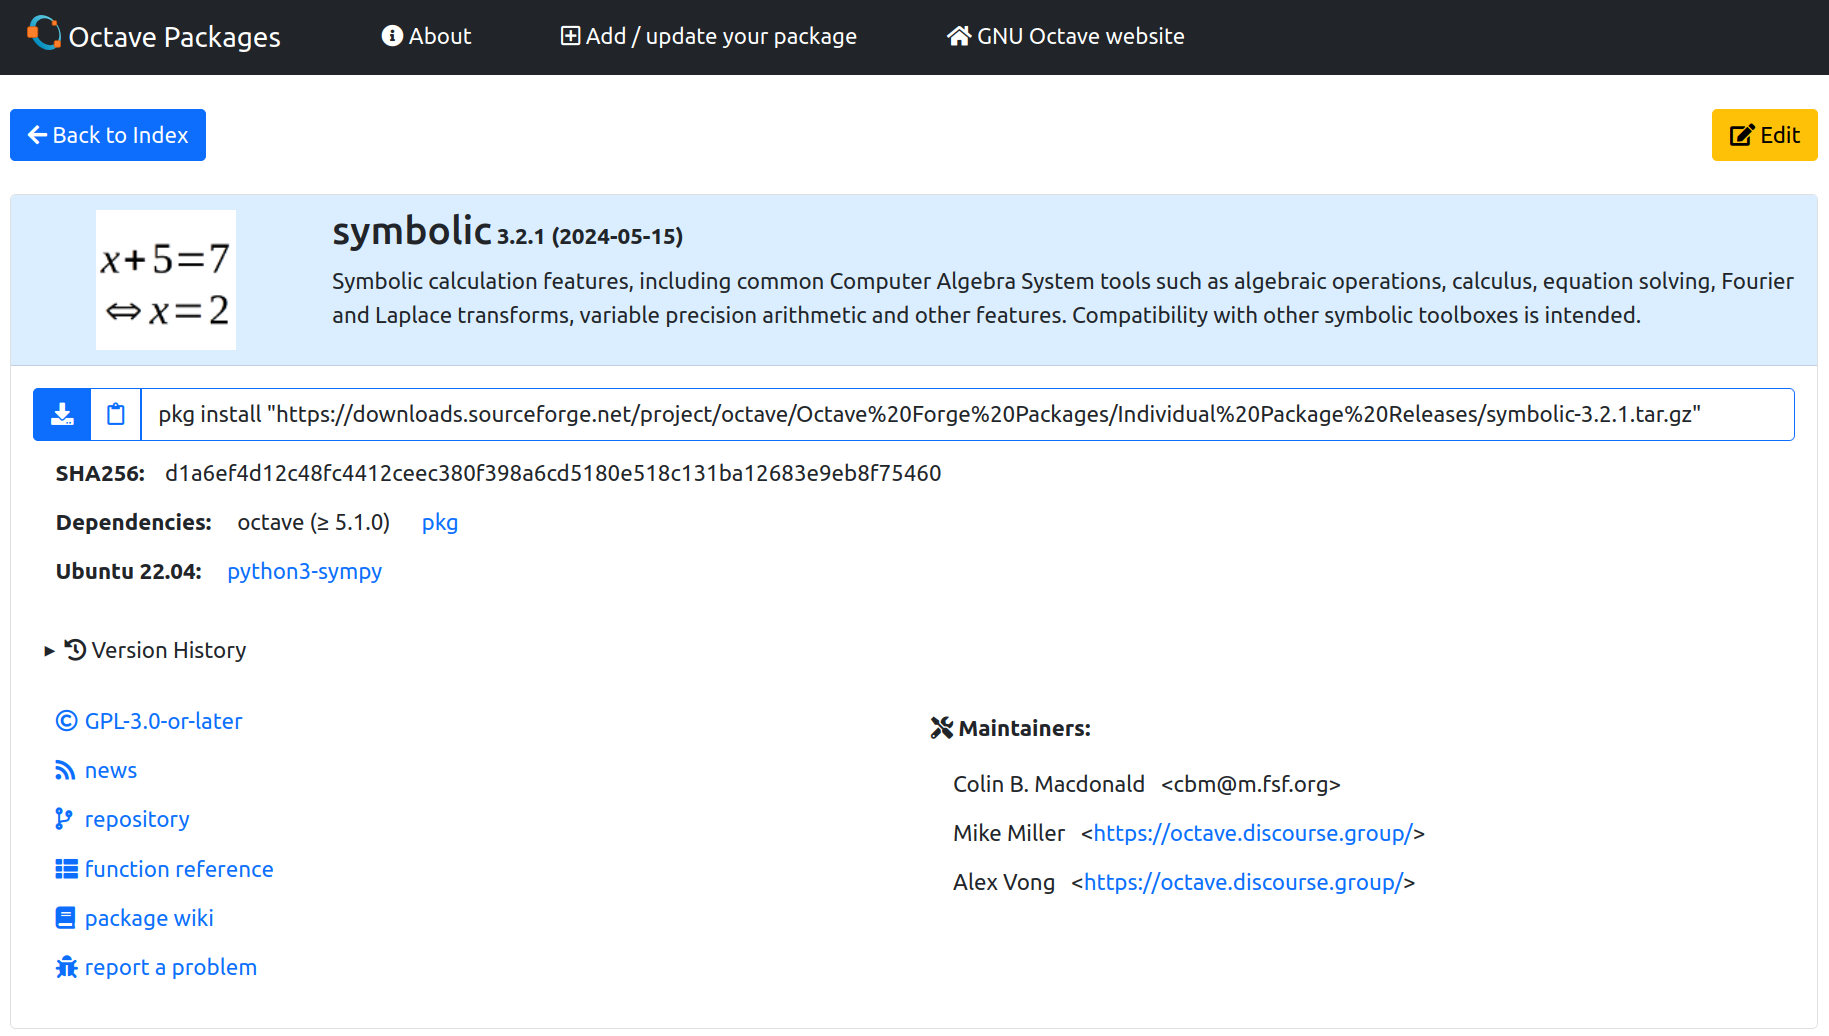 Octave Packages
About
Add / update your package
GNU Octave website
Back to Index
Edit
x+5=7
⇔x=2
symbolic 3.2.1 (2024-05-15)
Symbolic calculation features, including common Computer Algebra System tools such as algebraic operations, calculus, equation solving, Fourier
and Laplace transforms, variable precision arithmetic and other features. Compatibility with other symbolic toolboxes is intended.
pkg install "https://downloads.sourceforge.net/project/octave/Octave%20Forge%20Packages/Individual%20Package%20Releases/symbolic-3.2.1.tar.gz"
SHA256: d1a6ef4d12c48fc4412ceec380f398a6cd5180e518c131ba12683e9eb8f75460
Dependencies: octave (≥ 5.1.0) pkg
Ubuntu 22.04: python3-sympy
Version History
GPL-3.0-or-later
news
repository
function reference
package wiki
report a problem
Maintainers:
Colin B. Macdonald <cbm@m.fsf.org>
Mike Miller <https://octave.discourse.group/>
Alex Vong <https://octave.discourse.group/>